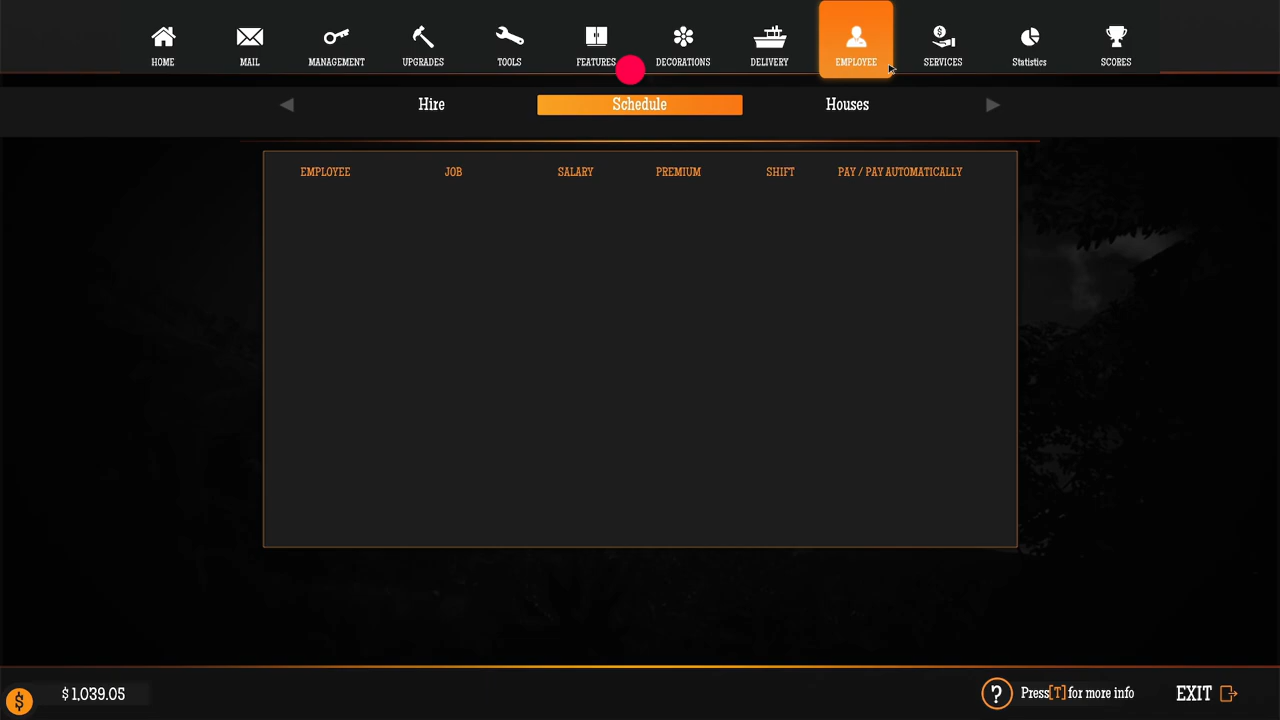 HOME MAIL MANAGEMENT UPGRADES TOOLS FEATURES DECORATIONS DELIVERY EMPLOYEE SERVICES Statistics SCORES
Hire Schedule Houses
EMPLOYEE JOB SALARY PREMIUM SHIFT PAY / PAY AUTOMATICALLY
$ $ 1,039.05 ? Press[T] for more info EXIT